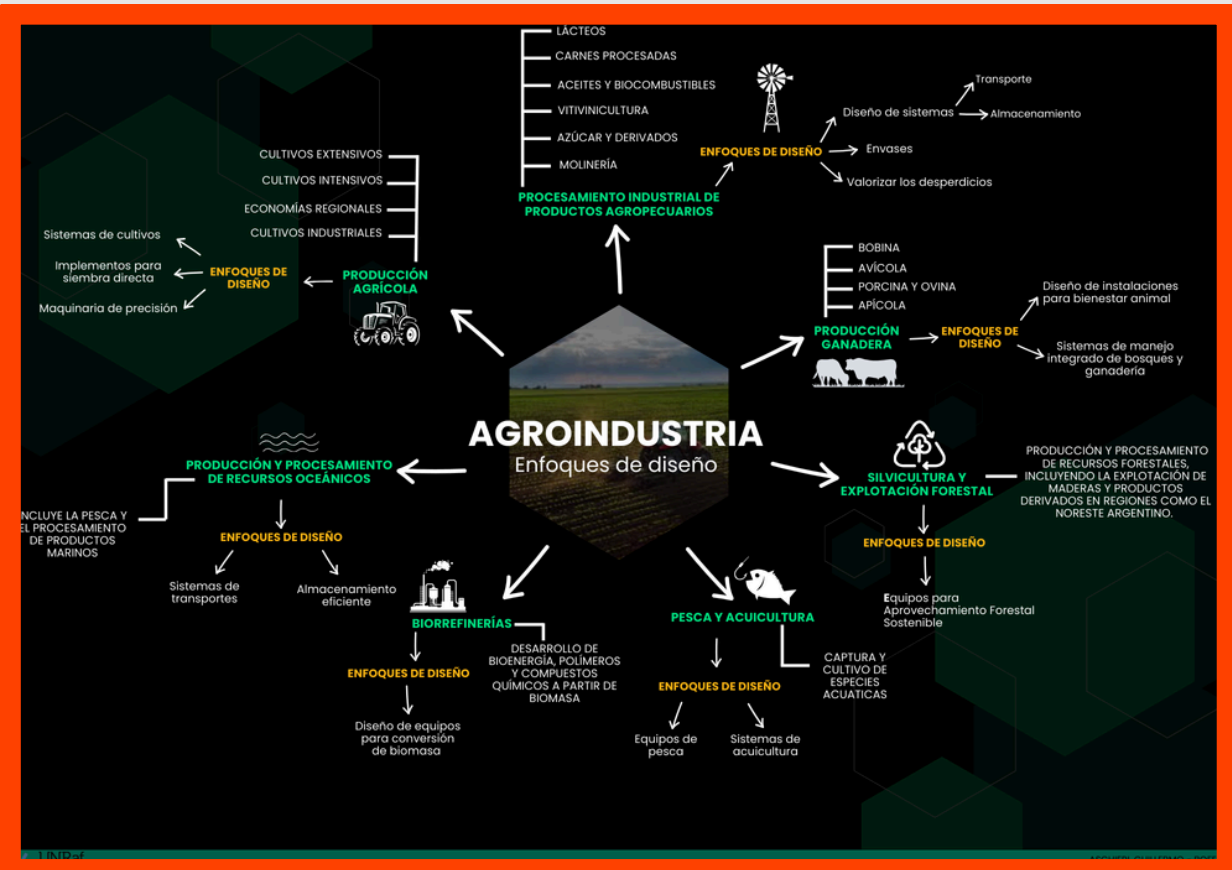 LÁCTEOS
CARNES PROCESADAS
ACEITES Y BIOCOMBUSTIBLES
VITIVINICULTURA
AZÚCAR Y DERIVADOS
MOLINERÍA
PROCESAMIENTO INDUSTRIAL DE
PRODUCTOS AGROPECUARIOS
ENFOQUES DE DISEÑO
Diseño de sistemas
Transporte
Almacenamiento
Envases
Valorizar los desperdicios
CULTIVOS EXTENSIVOS
CULTIVOS INTENSIVOS
ECONOMÍAS REGIONALES
CULTIVOS INDUSTRIALES
PRODUCCIÓN
AGRÍCOLA
ENFOQUES DE
DISEÑO
Sistemas de cultivos
Implementos para
siembra directa
Maquinaria de precisión
BOBINA
AVÍCOLA
PORCINA Y OVINA
APÍCOLA
PRODUCCIÓN
GANADERA
ENFOQUES DE
DISEÑO
Diseño de instalaciones
para bienestar animal
Sistemas de manejo
integrado de bosques y
ganadería
AGROINDUSTRIA
Enfoques de diseño
PRODUCCIÓN Y PROCESAMIENTO
DE RECURSOS OCEÁNICOS
INCLUYE LA PESCA Y
EL PROCESAMIENTO
DE PRODUCTOS
MARINOS
ENFOQUES DE DISEÑO
Sistemas de
transportes
Almacenamiento
eficiente
SILVICULTURA Y
EXPLOTACIÓN FORESTAL
PRODUCCIÓN Y PROCESAMIENTO
DE RECURSOS FORESTALES,
INCLUYENDO LA EXPLOTACIÓN DE
MADERAS Y PRODUCTOS
DERIVADOS EN REGIONES COMO EL
NORESTE ARGENTINO.
ENFOQUES DE DISEÑO
Equipos para
Aprovechamiento Forestal
Sostenible
BIORREFINERÍAS
DESARROLLO DE
BIOENERGÍA, POLÍMEROS
Y COMPUESTOS
QUÍMICOS A PARTIR DE
BIOMASA
ENFOQUES DE DISEÑO
Diseño de equipos
para conversión
de biomasa
PESCA Y ACUICULTURA
CAPTURA Y
CULTIVO DE
ESPECIES
ACUATICAS
ENFOQUES DE DISEÑO
Equipos de
pesca
Sistemas de
acuicultura
UNRaf